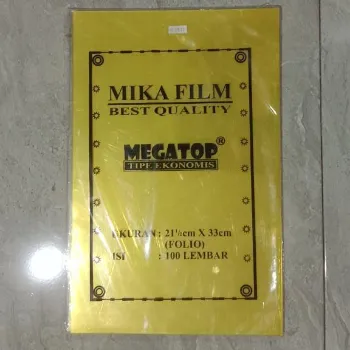 MIKA FILM
BEST QUALITY
MEGATOP®
TIPE EKONOMIS
UKURAN : 21½cm X 33cm
(FOLIO)
ISI : 100 LEMBAR